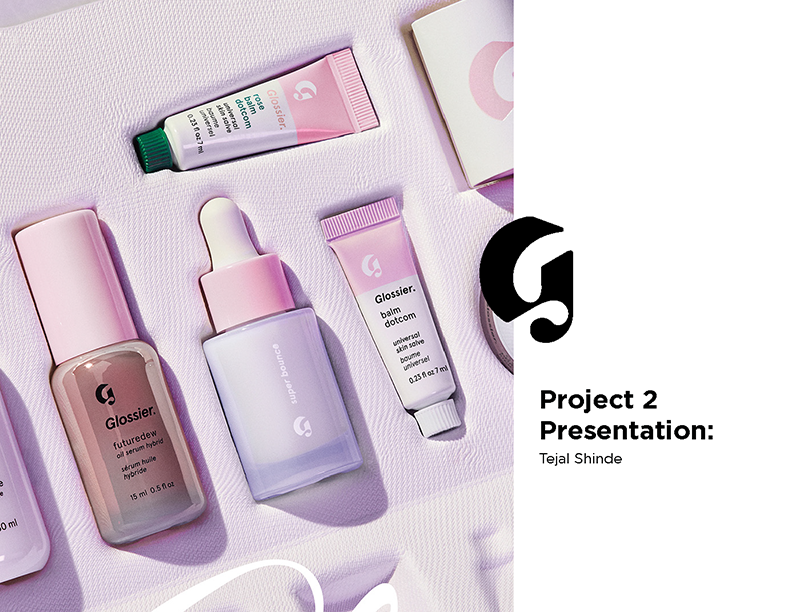 Glossier.
rose
balm
dotcom
universal
skin salve
baume
universel
0.23 fl oz 7 ml
Glossier.
futuredew
oil serum hybrid
sérum huile
hybride
15 ml 0.5 fl oz
super bounce
Glossier.
balm
dotcom
universal
skin salve
baume
universel
0.23 fl oz 7 ml
Project 2
Presentation:
Tejal Shinde